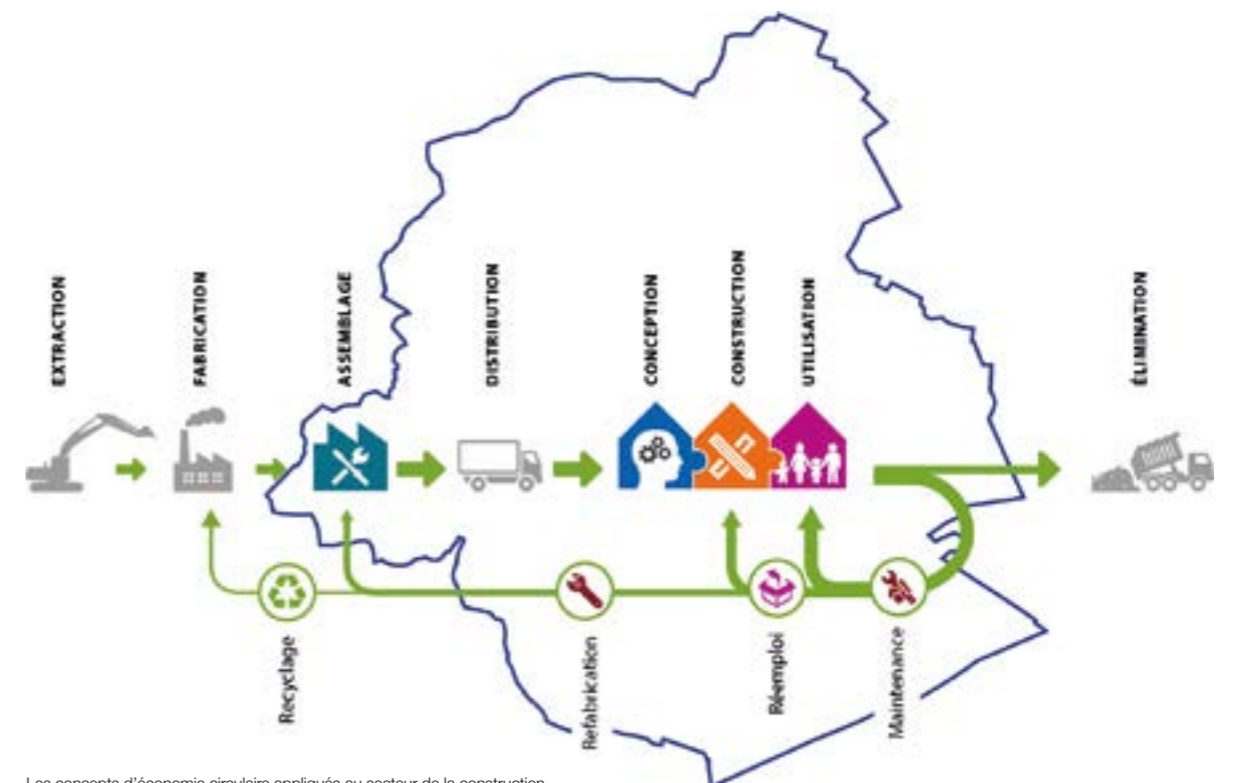 EXTRACTION
FABRICATION
ASSEMBLAGE
DISTRIBUTION
CONCEPTION
CONSTRUCTION
UTILISATION
ÉLIMINATION
Recyclage
Refabrication
Réemploi
Maintenance
Les concepts d'économie circulaire appliqués au secteur de la construction